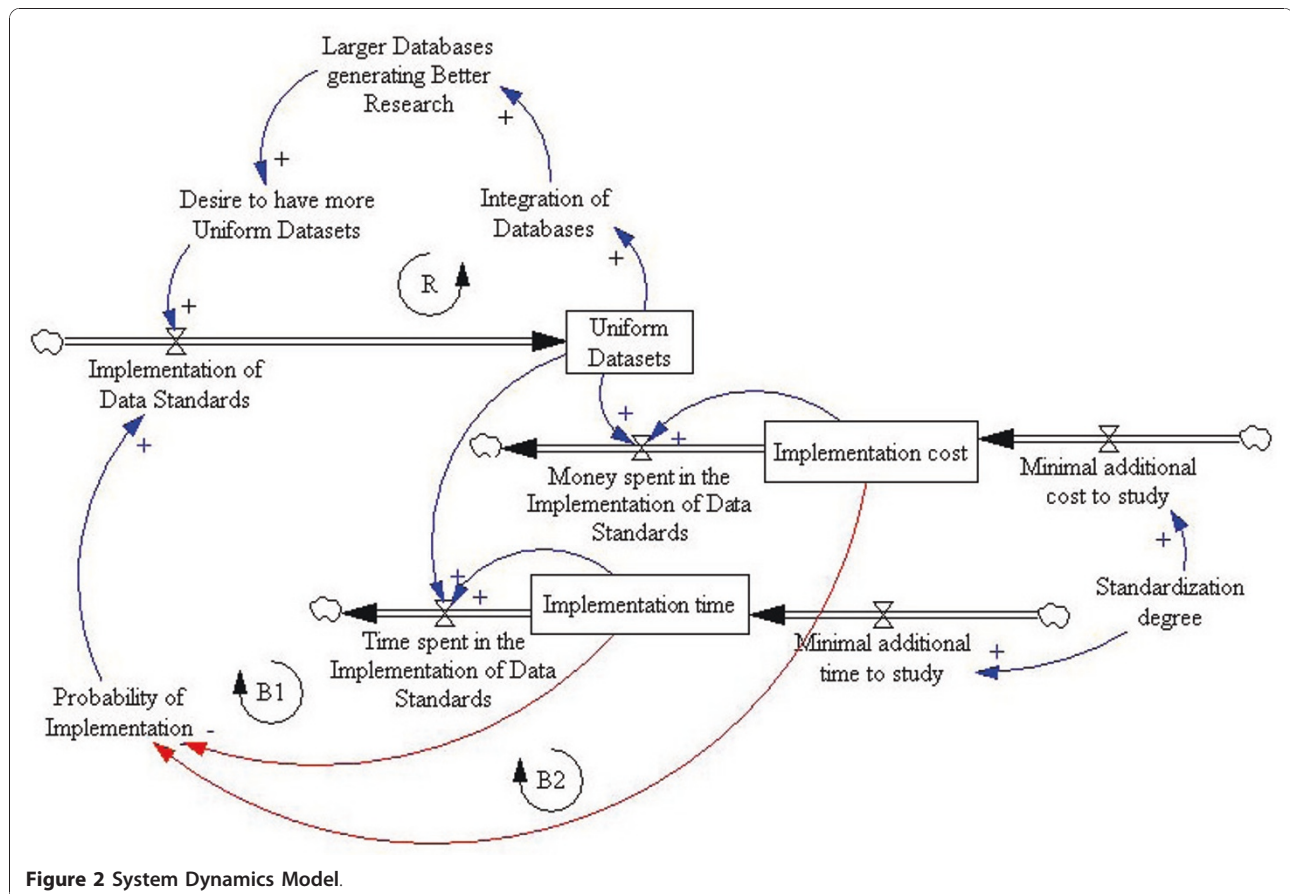 Larger Databases
generating Better
Research
+
+
Desire to have more
Uniform Datasets
Integration of
Databases
+
+
R
Uniform
Datasets
Implementation of
Data Standards
+
+
+
Implementation cost
Money spent in the
Implementation of Data
Standards
Minimal additional
cost to study
+
+
+
Implementation time
Standardization
degree
Time spent in the
Implementation of Data
Standards
Minimal additional
time to study
+
Probability of
Implementation -
B1
B2
Figure 2 System Dynamics Model.